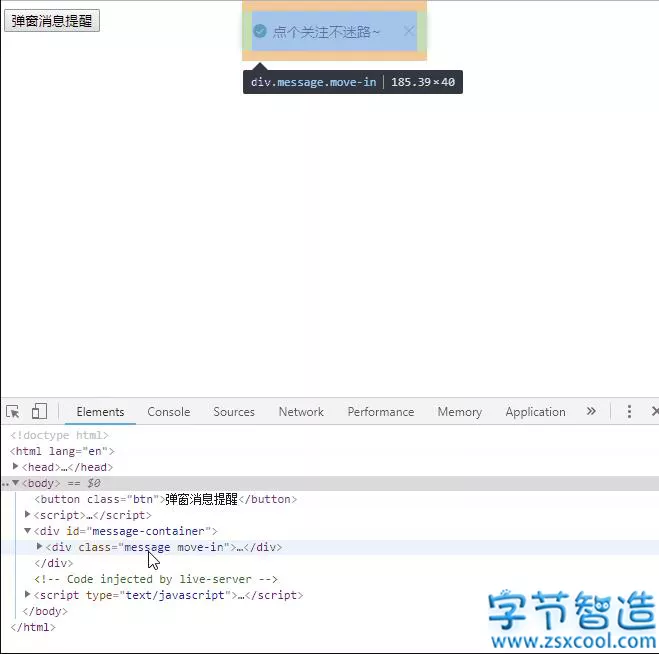 弹窗消息提醒
点个关注不迷路~
div.message.move-in | 185.39×40
Elements Console Sources Network Performance Memory Application »
<!doctype html>
<html lang="en">
<head>…</head>
<body> == $0
<button class="btn">弹窗消息提醒</button>
<script>…</script>
<div id="message-container">
<div class="message move-in">…</div>
</div>
<!-- Code injected by live-server -->
<script type="text/javascript">…</script>
</body>
</html>
字节智造
www.zsxcool.com